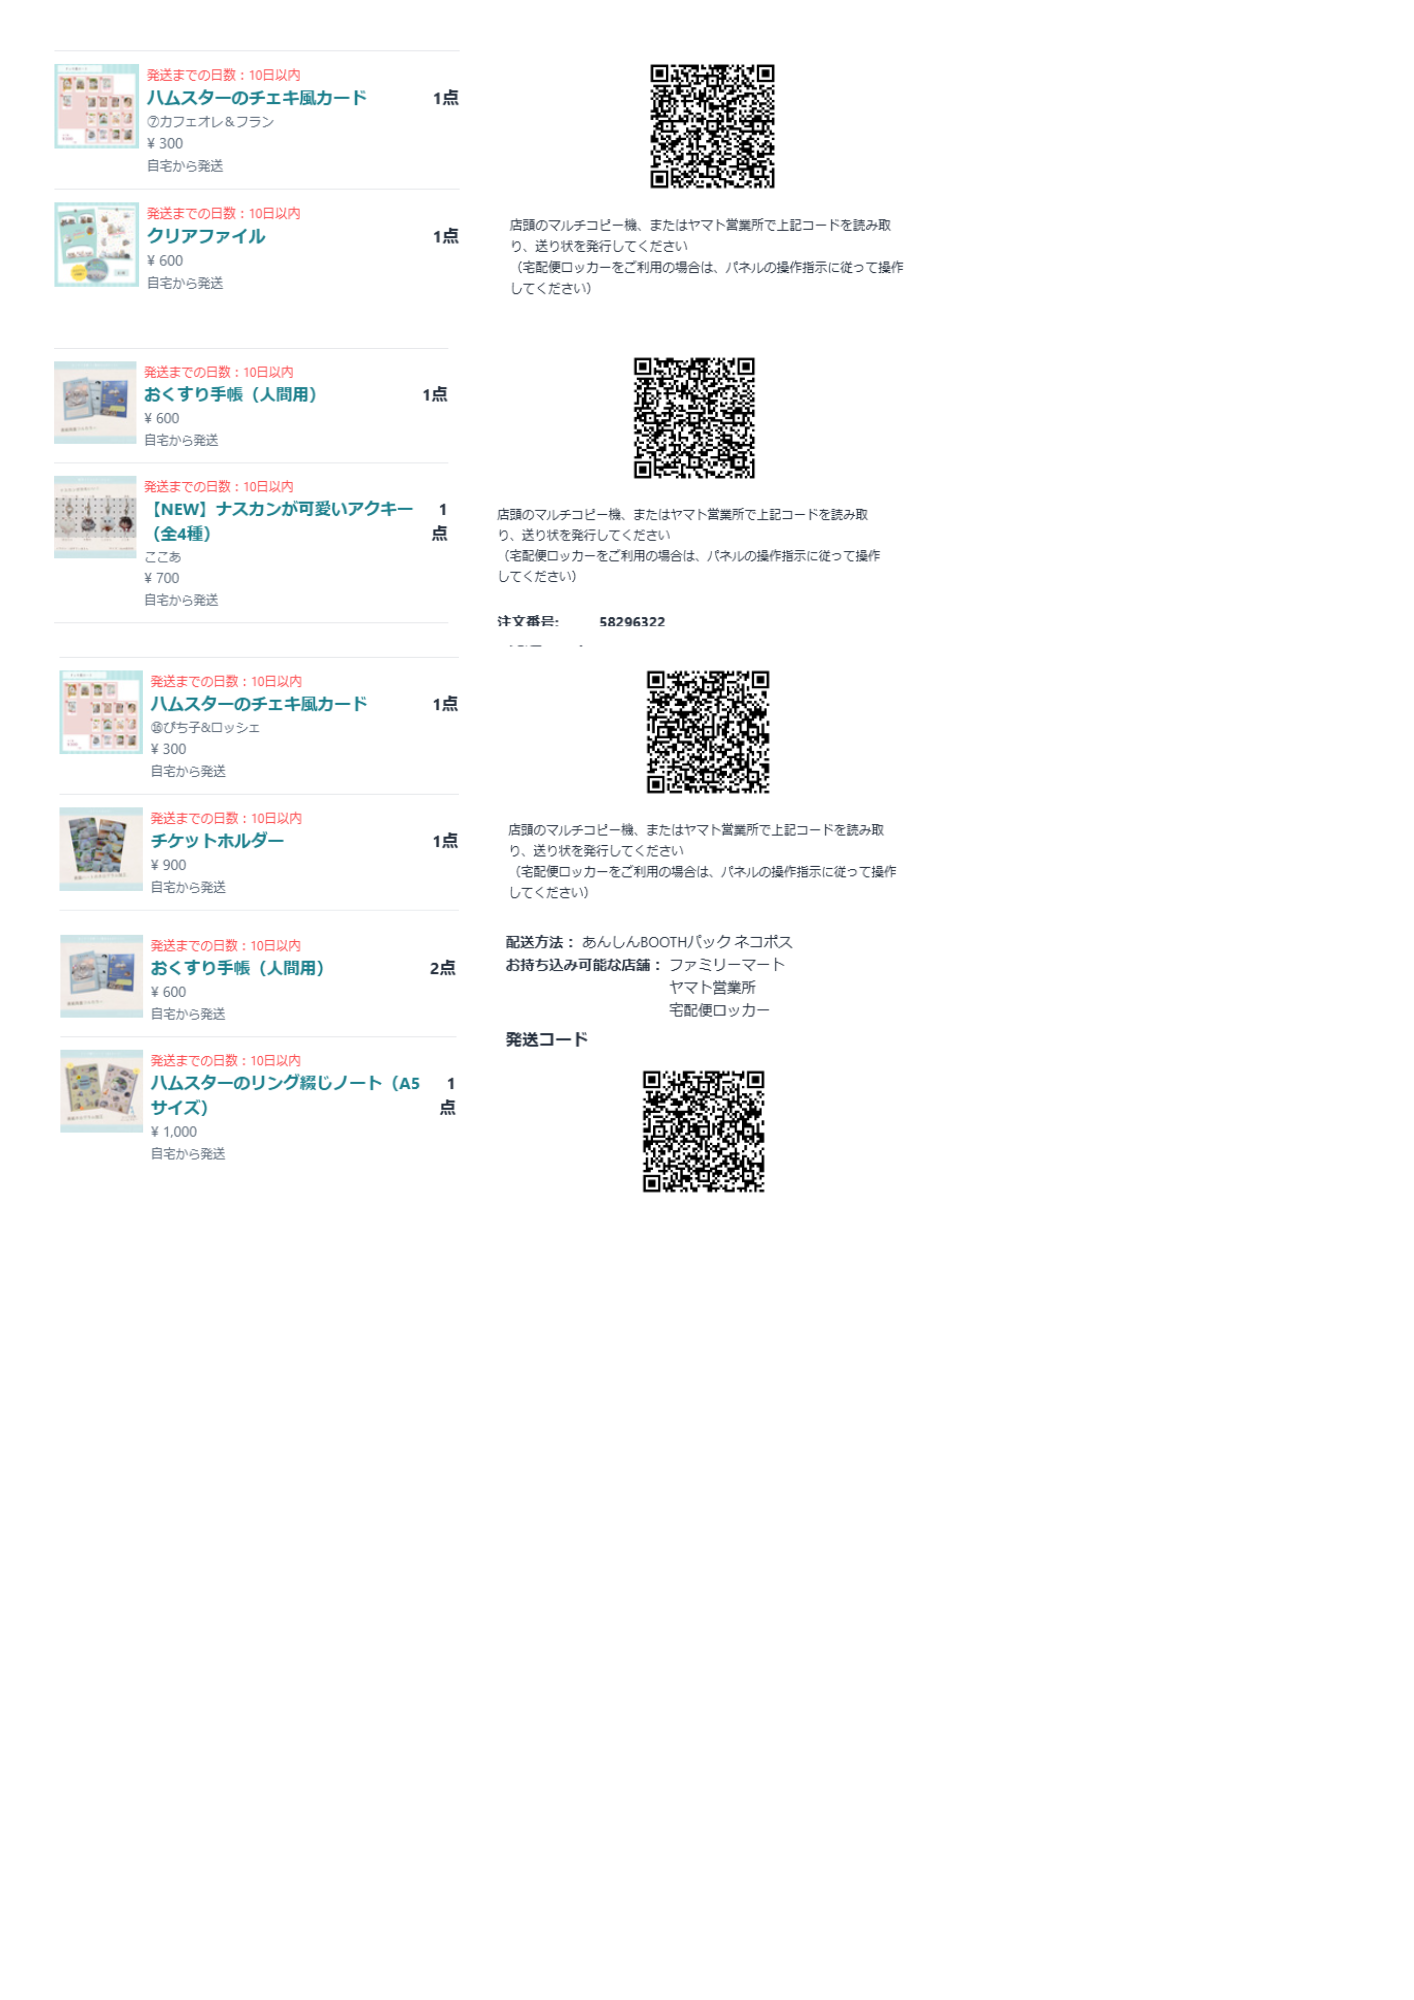 発送までの日数：10日以内
ハムスターのチェキ風カード 1点
⑦カフェオレ＆フラン
¥ 300
自宅から発送
発送までの日数：10日以内
クリアファイル 1点
¥ 600
自宅から発送
店頭のマルチコピー機、またはヤマト営業所で上記コードを読み取
り、送り状を発行してください
（宅配便ロッカーをご利用の場合は、パネルの操作指示に従って操作
してください）
発送までの日数：10日以内
おくすり手帳（人間用） 1点
¥ 600
自宅から発送
発送までの日数：10日以内
【NEW】ナスカンが可愛いアクキー 1
（全4種） 点
ここあ
¥ 700
自宅から発送
店頭のマルチコピー機、またはヤマト営業所で上記コードを読み取
り、送り状を発行してください
（宅配便ロッカーをご利用の場合は、パネルの操作指示に従って操作
してください）
注文番号: 58296322
発送までの日数：10日以内
ハムスターのチェキ風カード 1点
ぴち子&ロッシェ
¥ 300
自宅から発送
発送までの日数：10日以内
チケットホルダー 1点
¥ 900
自宅から発送
店頭のマルチコピー機、またはヤマト営業所で上記コードを読み取
り、送り状を発行してください
（宅配便ロッカーをご利用の場合は、パネルの操作指示に従って操作
してください）
発送までの日数：10日以内
おくすり手帳（人間用） 2点
¥ 600
自宅から発送
発送までの日数：10日以内
ハムスターのリング綴じノート（A5 1
サイズ） 点
¥ 1,000
自宅から発送
配送方法： あんしんBOOTHパック ネコポス
お持ち込み可能な店舗： ファミリーマート
ヤマト営業所
宅配便ロッカー
発送コード